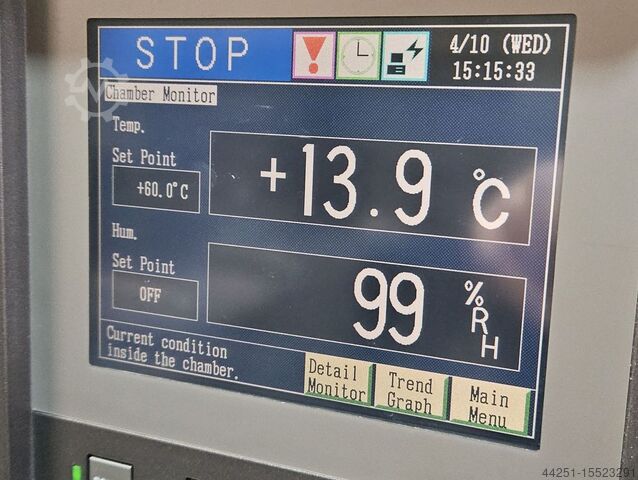 STOP
4/10 (WED)
15:15:33
Chamber Monitor
Temp.
Set Point
+60.0°C
+13.9 °C
Hum.
Set Point
OFF
99 %RH
Current condition
inside the chamber.
Detail
Monitor
Trend
Graph
Main
Menu
44251-15523291